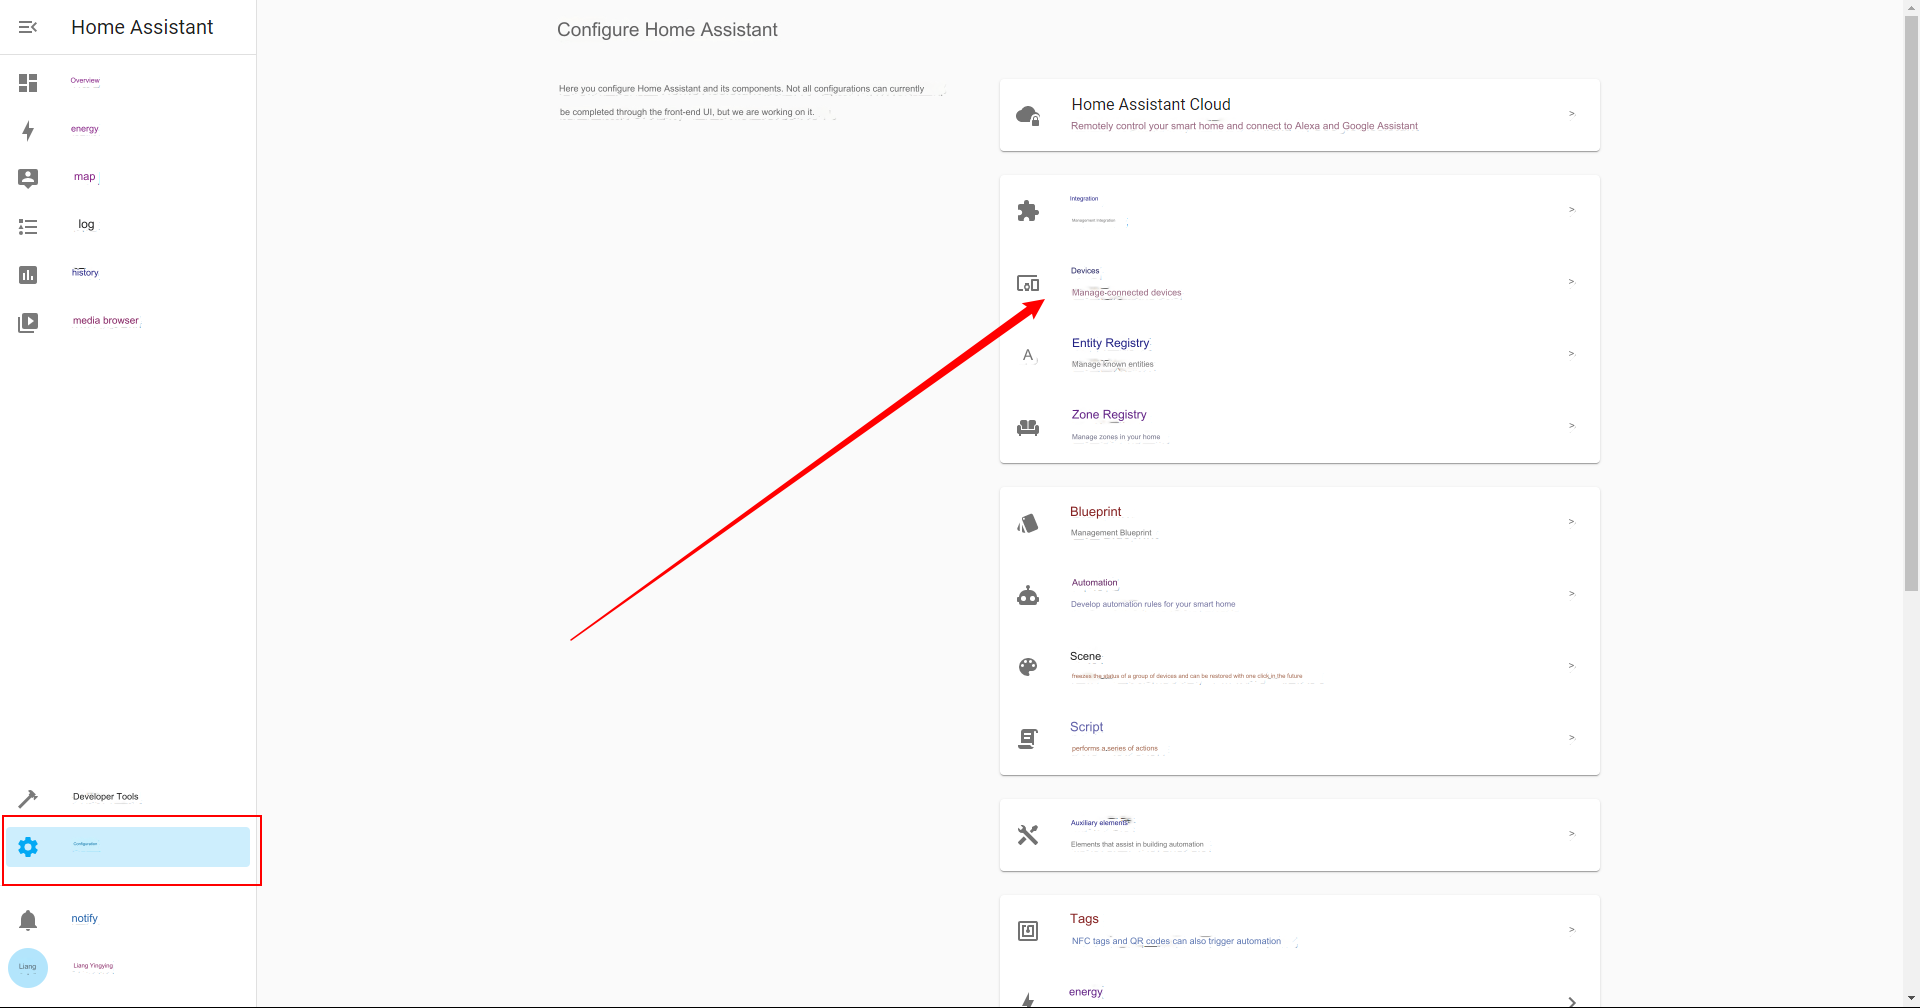 Home Assistant
Overview
energy
map
log
history
media browser
Developer Tools
Configuration
notify
Liang
Liang Yingying
Configure Home Assistant
Here you configure Home Assistant and its components. Not all configurations can currently
be completed through the front-end UI, but we are working on it.
Home Assistant Cloud
Remotely control your smart home and connect to Alexa and Google Assistant
Integration
Management Integration
Devices
Manage connected devices
A
Entity Registry
Manage known entities
Zone Registry
Manage zones in your home
Blueprint
Management Blueprint
Automation
Develop automation rules for your smart home
Scene
freezes the status of a group of devices and can be restored with one click in the future
Script
performs a series of actions
Auxiliary elements
Elements that assist in building automation
Tags
NFC tags and QR codes can also trigger automation
energy